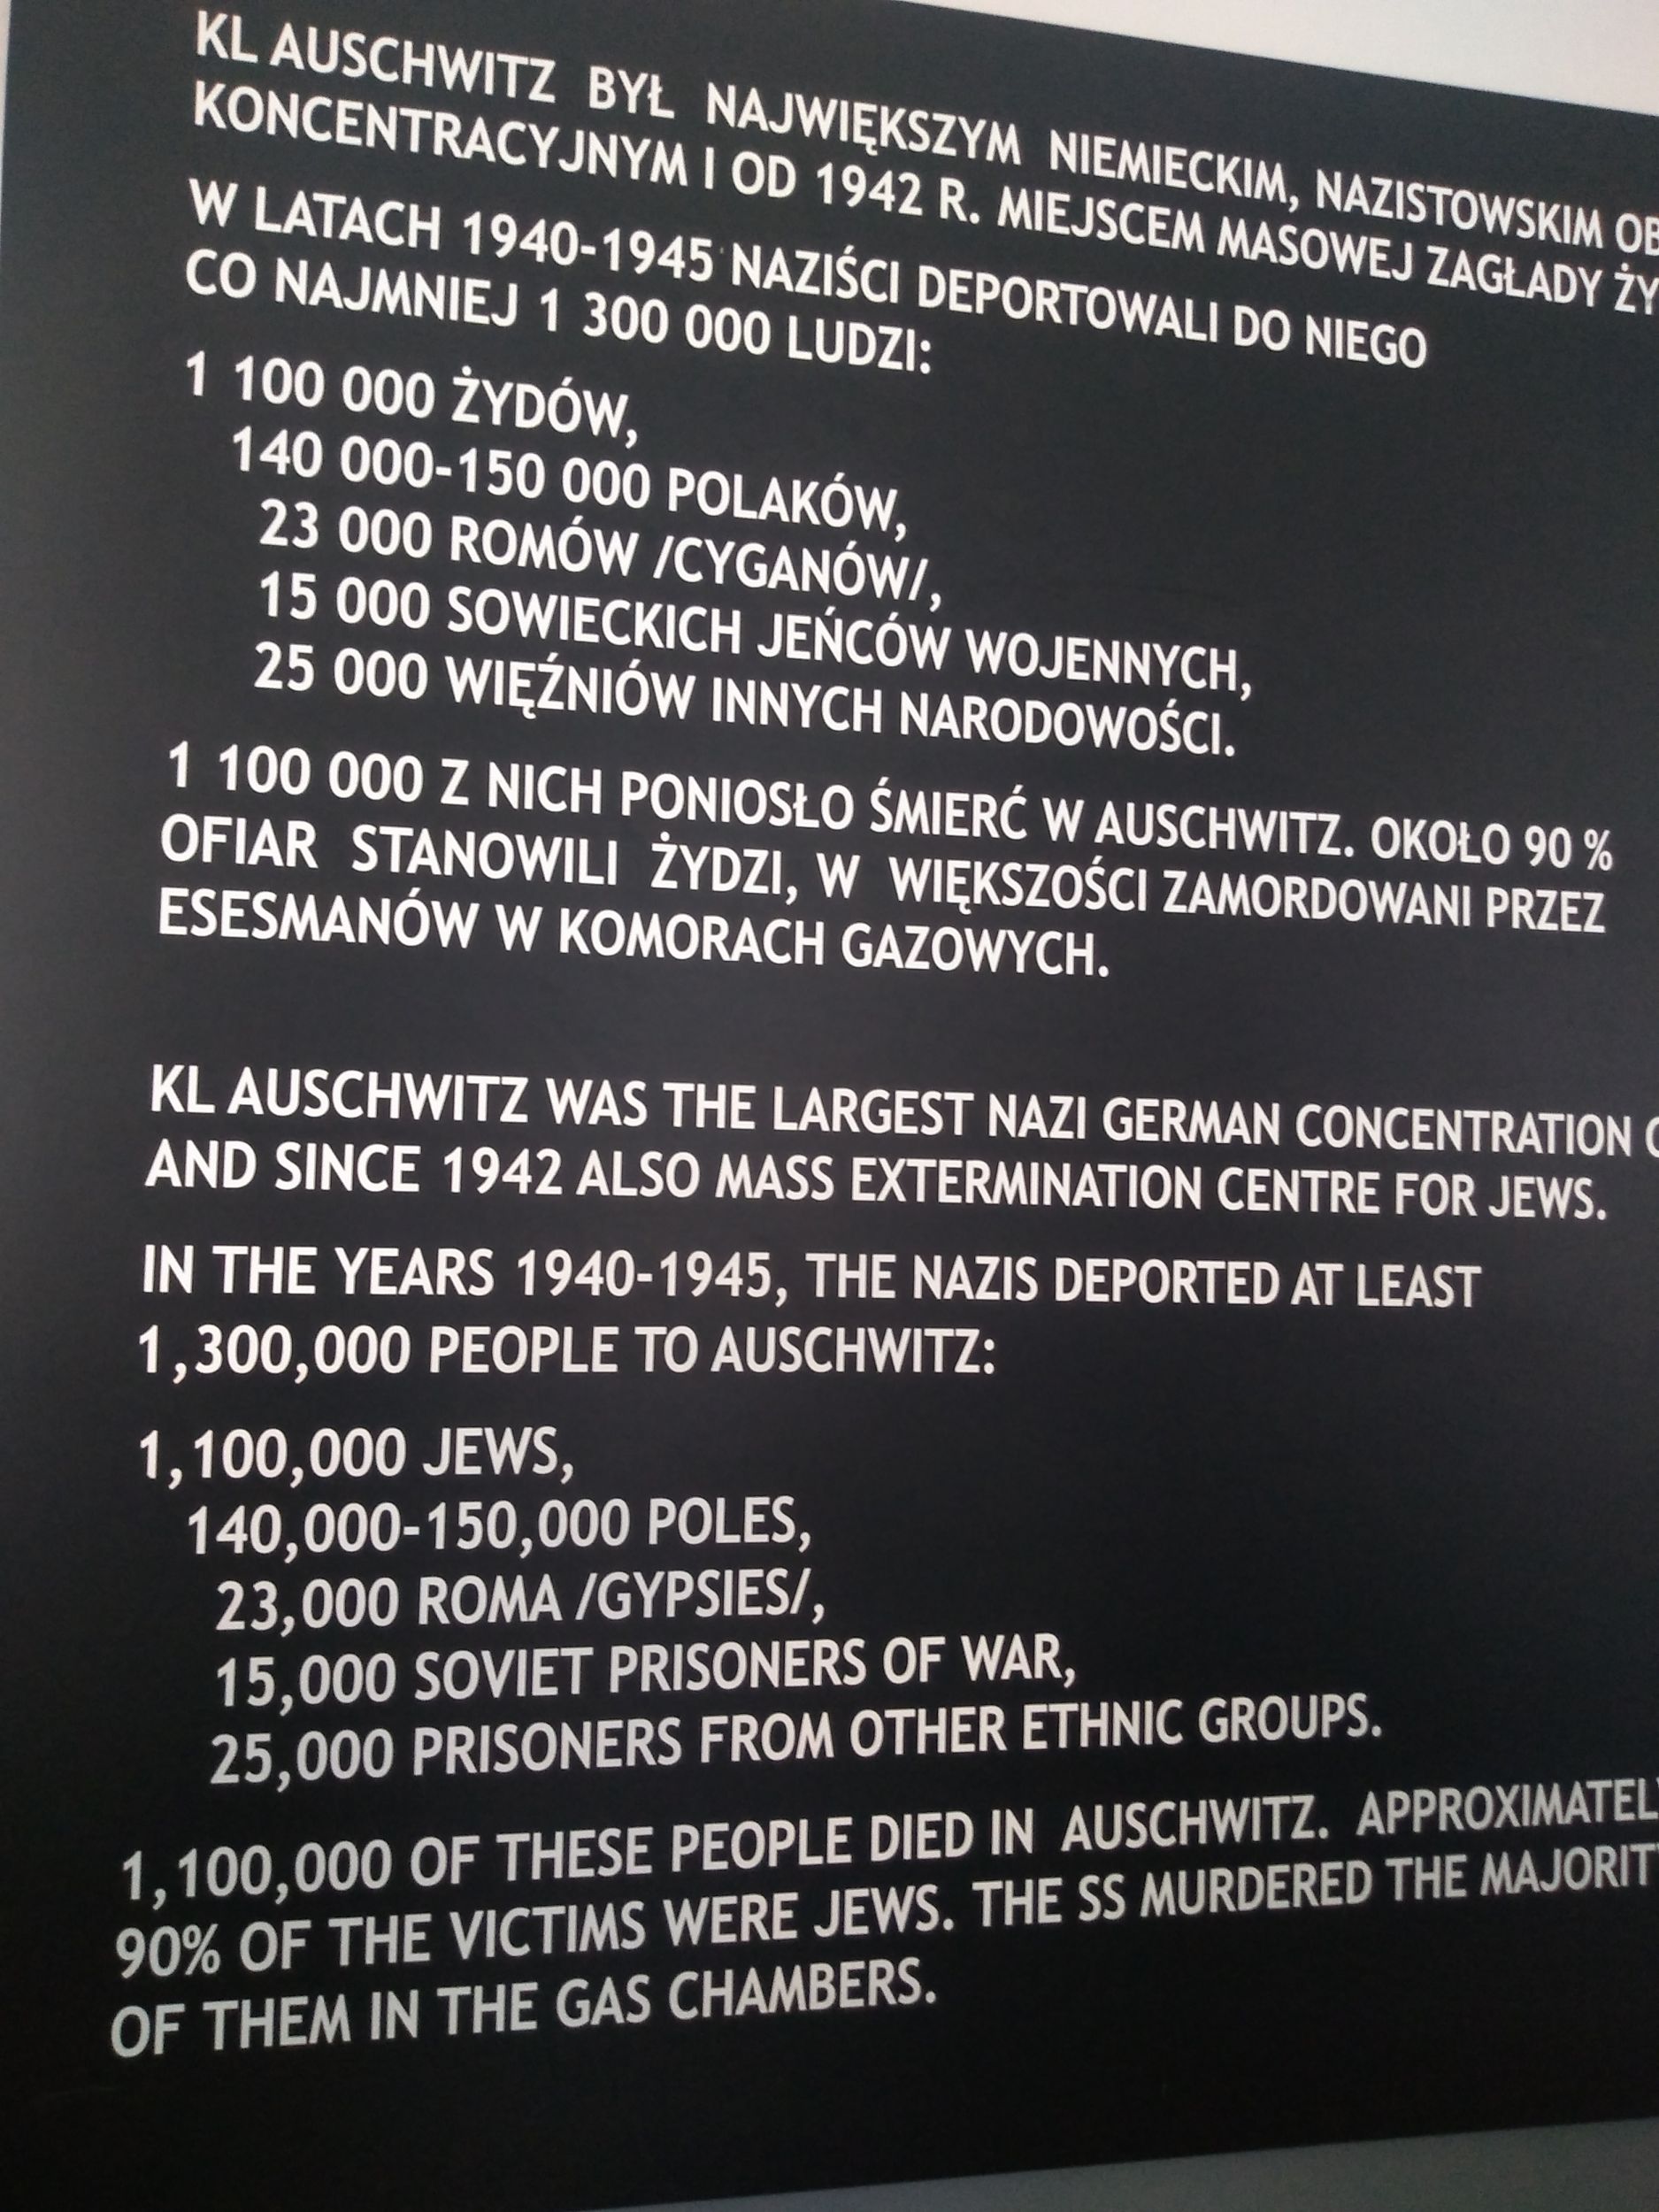 KL AUSCHWITZ BYŁ NAJWIĘKSZYM NIEMIECKIM, NAZISTOWSKIM
KONCENTRACYJNYM I OD 1942 R. MIEJSCEM MASOWEJ ZAGŁADY
W LATACH 1940-1945 NAZIŚCI DEPORTOWALI DO NIEGO
CO NAJMNIEJ 1 300 000 LUDZI:
1 100 000 ŻYDÓW,
140 000-150 000 POLAKÓW,
23 000 ROMÓW /CYGANÓW/,
15 000 SOWIECKICH JEŃCÓW WOJENNYCH,
25 000 WIĘŹNIÓW INNYCH NARODOWOŚCI.
1 100 000 Z NICH PONIOSŁO ŚMIERĆ W AUSCHWITZ. OKOŁO 90 %
OFIAR STANOWILI ŻYDZI, W WIĘKSZOŚCI ZAMORDOWANI PRZEZ
ESESMANÓW W KOMORACH GAZOWYCH.
KL AUSCHWITZ WAS THE LARGEST NAZI GERMAN CONCENTRATION
AND SINCE 1942 ALSO MASS EXTERMINATION CENTRE FOR JEWS.
IN THE YEARS 1940-1945, THE NAZIS DEPORTED AT LEAST
1,300,000 PEOPLE TO AUSCHWITZ:
1,100,000 JEWS,
140,000-150,000 POLES,
23,000 ROMA /GYPSIES/,
15,000 SOVIET PRISONERS OF WAR,
25,000 PRISONERS FROM OTHER ETHNIC GROUPS.
1,100,000 OF THESE PEOPLE DIED IN AUSCHWITZ. APPROXIMATEL
90% OF THE VICTIMS WERE JEWS. THE SS MURDERED THE MAJORIT
OF THEM IN THE GAS CHAMBERS.